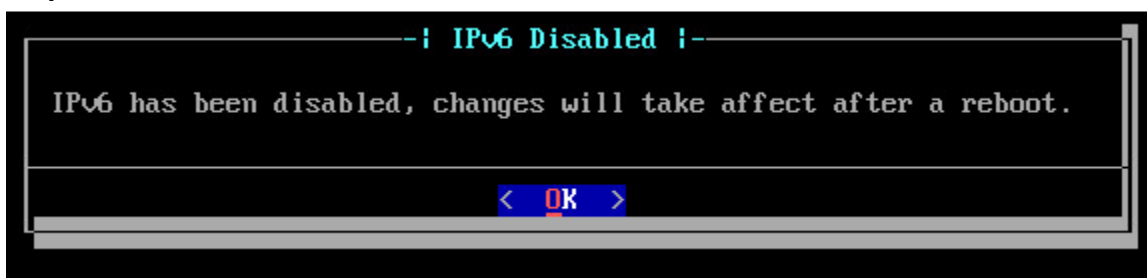 -| IPv6 Disabled |-
IPv6 has been disabled, changes will take affect after a reboot.
< OK >